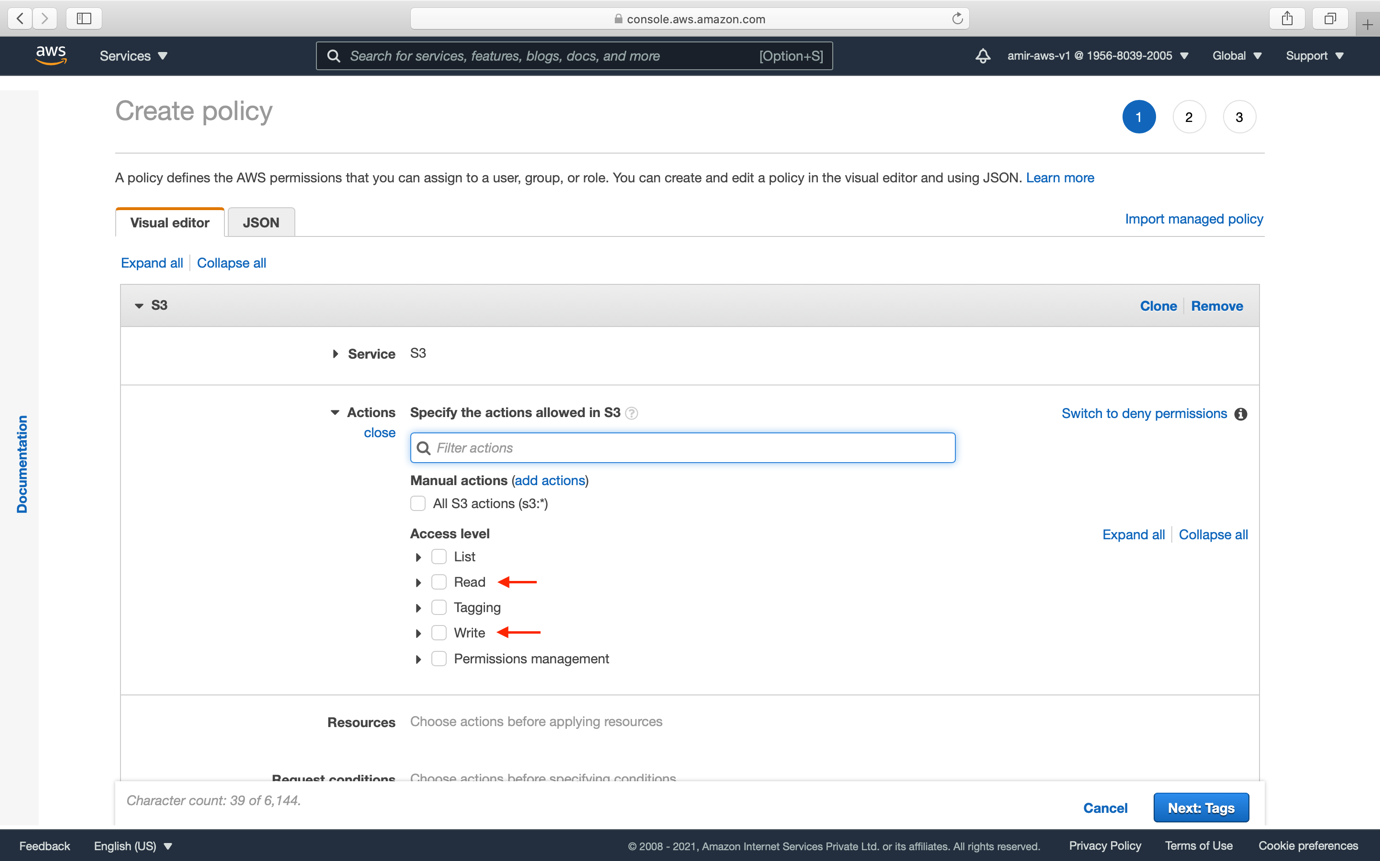 console.aws.amazon.com
aws
Services
Search for services, features, blogs, docs, and more [Option+S]
amir-aws-v1 @ 1956-8039-2005
Global
Support
Create policy
1 2 3
A policy defines the AWS permissions that you can assign to a user, group, or role. You can create and edit a policy in the visual editor and using JSON. Learn more
Visual editor JSON
Import managed policy
Expand all Collapse all
S3
Clone Remove
Service S3
Actions Specify the actions allowed in S3 ?
Switch to deny permissions i
close
Filter actions
Manual actions (add actions)
All S3 actions (s3:*)
Access level
Expand all Collapse all
List
Read
Tagging
Write
Permissions management
Documentation
Resources Choose actions before applying resources
Request conditions Choose actions before specifying conditions
Character count: 39 of 6,144.
Cancel Next: Tags
Feedback English (US) © 2008 - 2021, Amazon Internet Services Private Ltd. or its affiliates. All rights reserved. Privacy Policy Terms of Use Cookie preferences